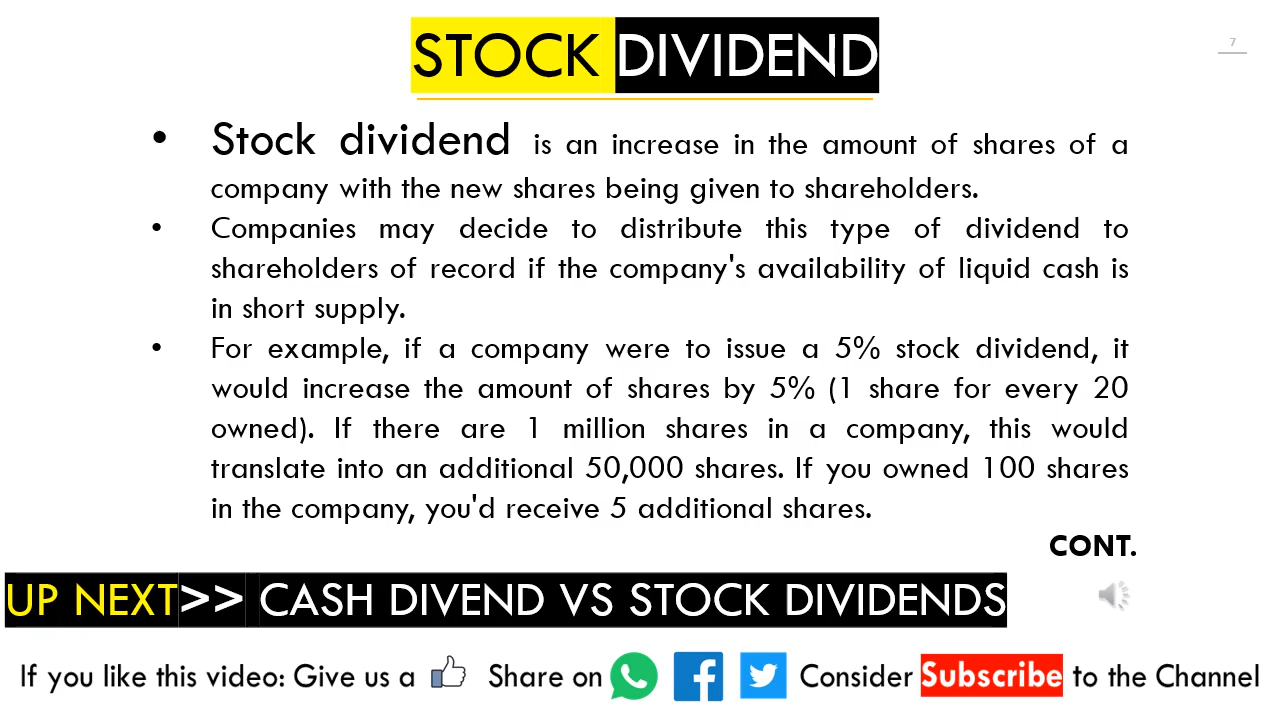 STOCK DIVIDEND
7
• Stock dividend is an increase in the amount of shares of a
company with the new shares being given to shareholders.
• Companies may decide to distribute this type of dividend to
shareholders of record if the company's availability of liquid cash is
in short supply.
• For example, if a company were to issue a 5% stock dividend, it
would increase the amount of shares by 5% (1 share for every 20
owned). If there are 1 million shares in a company, this would
translate into an additional 50,000 shares. If you owned 100 shares
in the company, you'd receive 5 additional shares.
CONT.
UP NEXT>> CASH DIVEND VS STOCK DIVIDENDS
If you like this video: Give us a Share on Consider Subscribe to the Channel